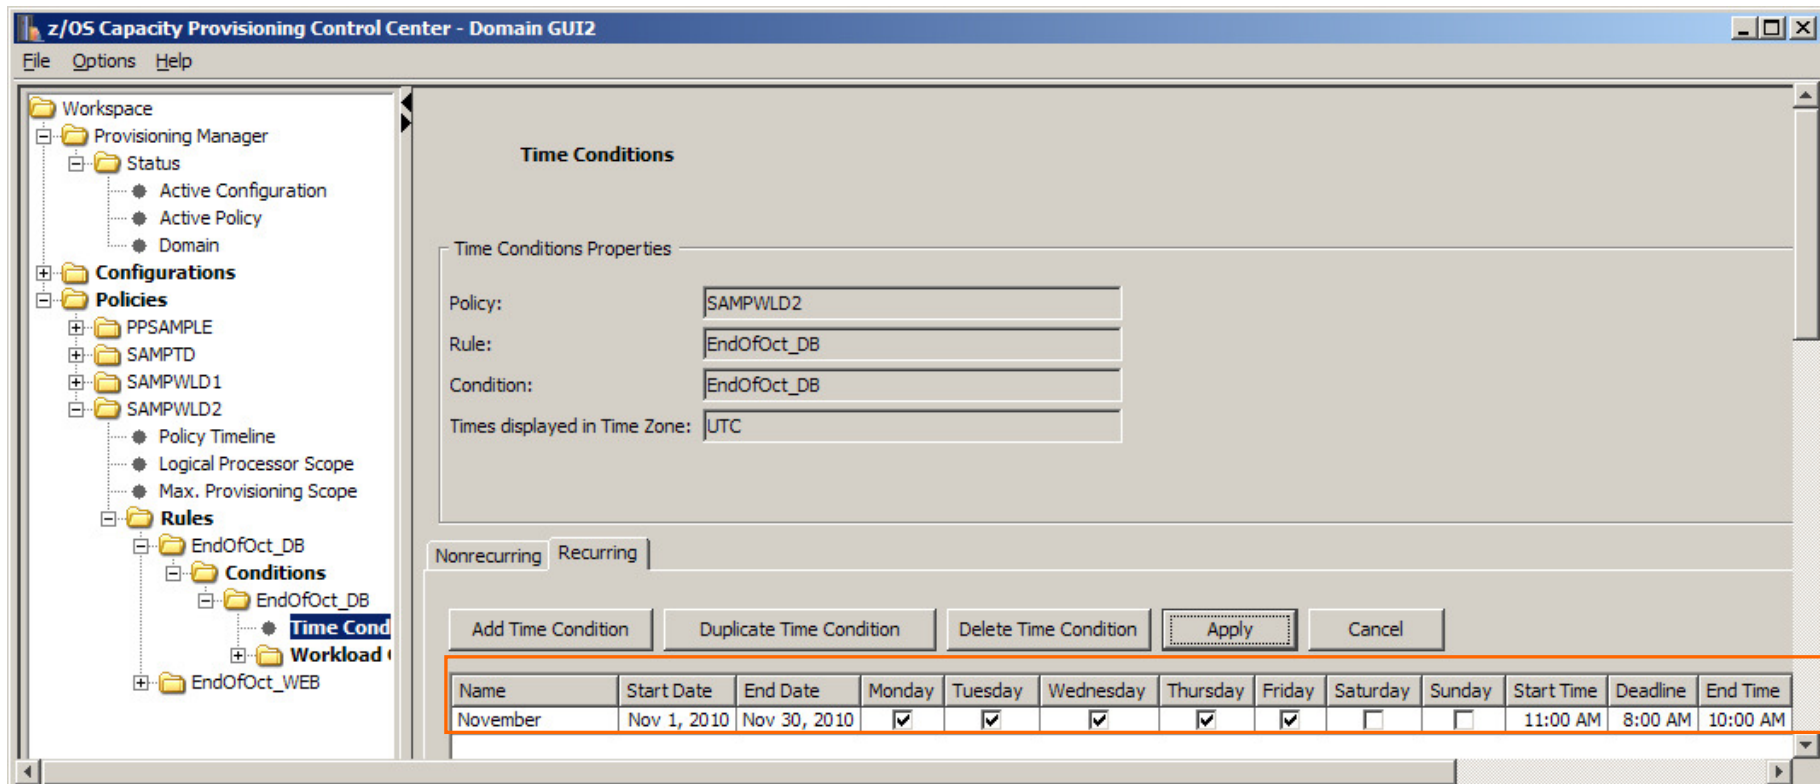 z/OS Capacity Provisioning Control Center - Domain GUI2
File Options Help
Workspace
Provisioning Manager
Status
Active Configuration
Active Policy
Domain
Configurations
Policies
PPSAMPLE
SAMPTD
SAMPWLD1
SAMPWLD2
Policy Timeline
Logical Processor Scope
Max. Provisioning Scope
Rules
EndOfOct_DB
Conditions
EndOfOct_DB
Time Cond
Workload
EndOfOct_WEB
Time Conditions
Time Conditions Properties
Policy: SAMPWLD2
Rule: EndOfOct_DB
Condition: EndOfOct_DB
Times displayed in Time Zone: UTC
Nonrecurring Recurring
Add Time Condition Duplicate Time Condition Delete Time Condition Apply Cancel
Name Start Date End Date Monday Tuesday Wednesday Thursday Friday Saturday Sunday Start Time Deadline End Time
November Nov 1, 2010 Nov 30, 2010 11:00 AM 8:00 AM 10:00 AM